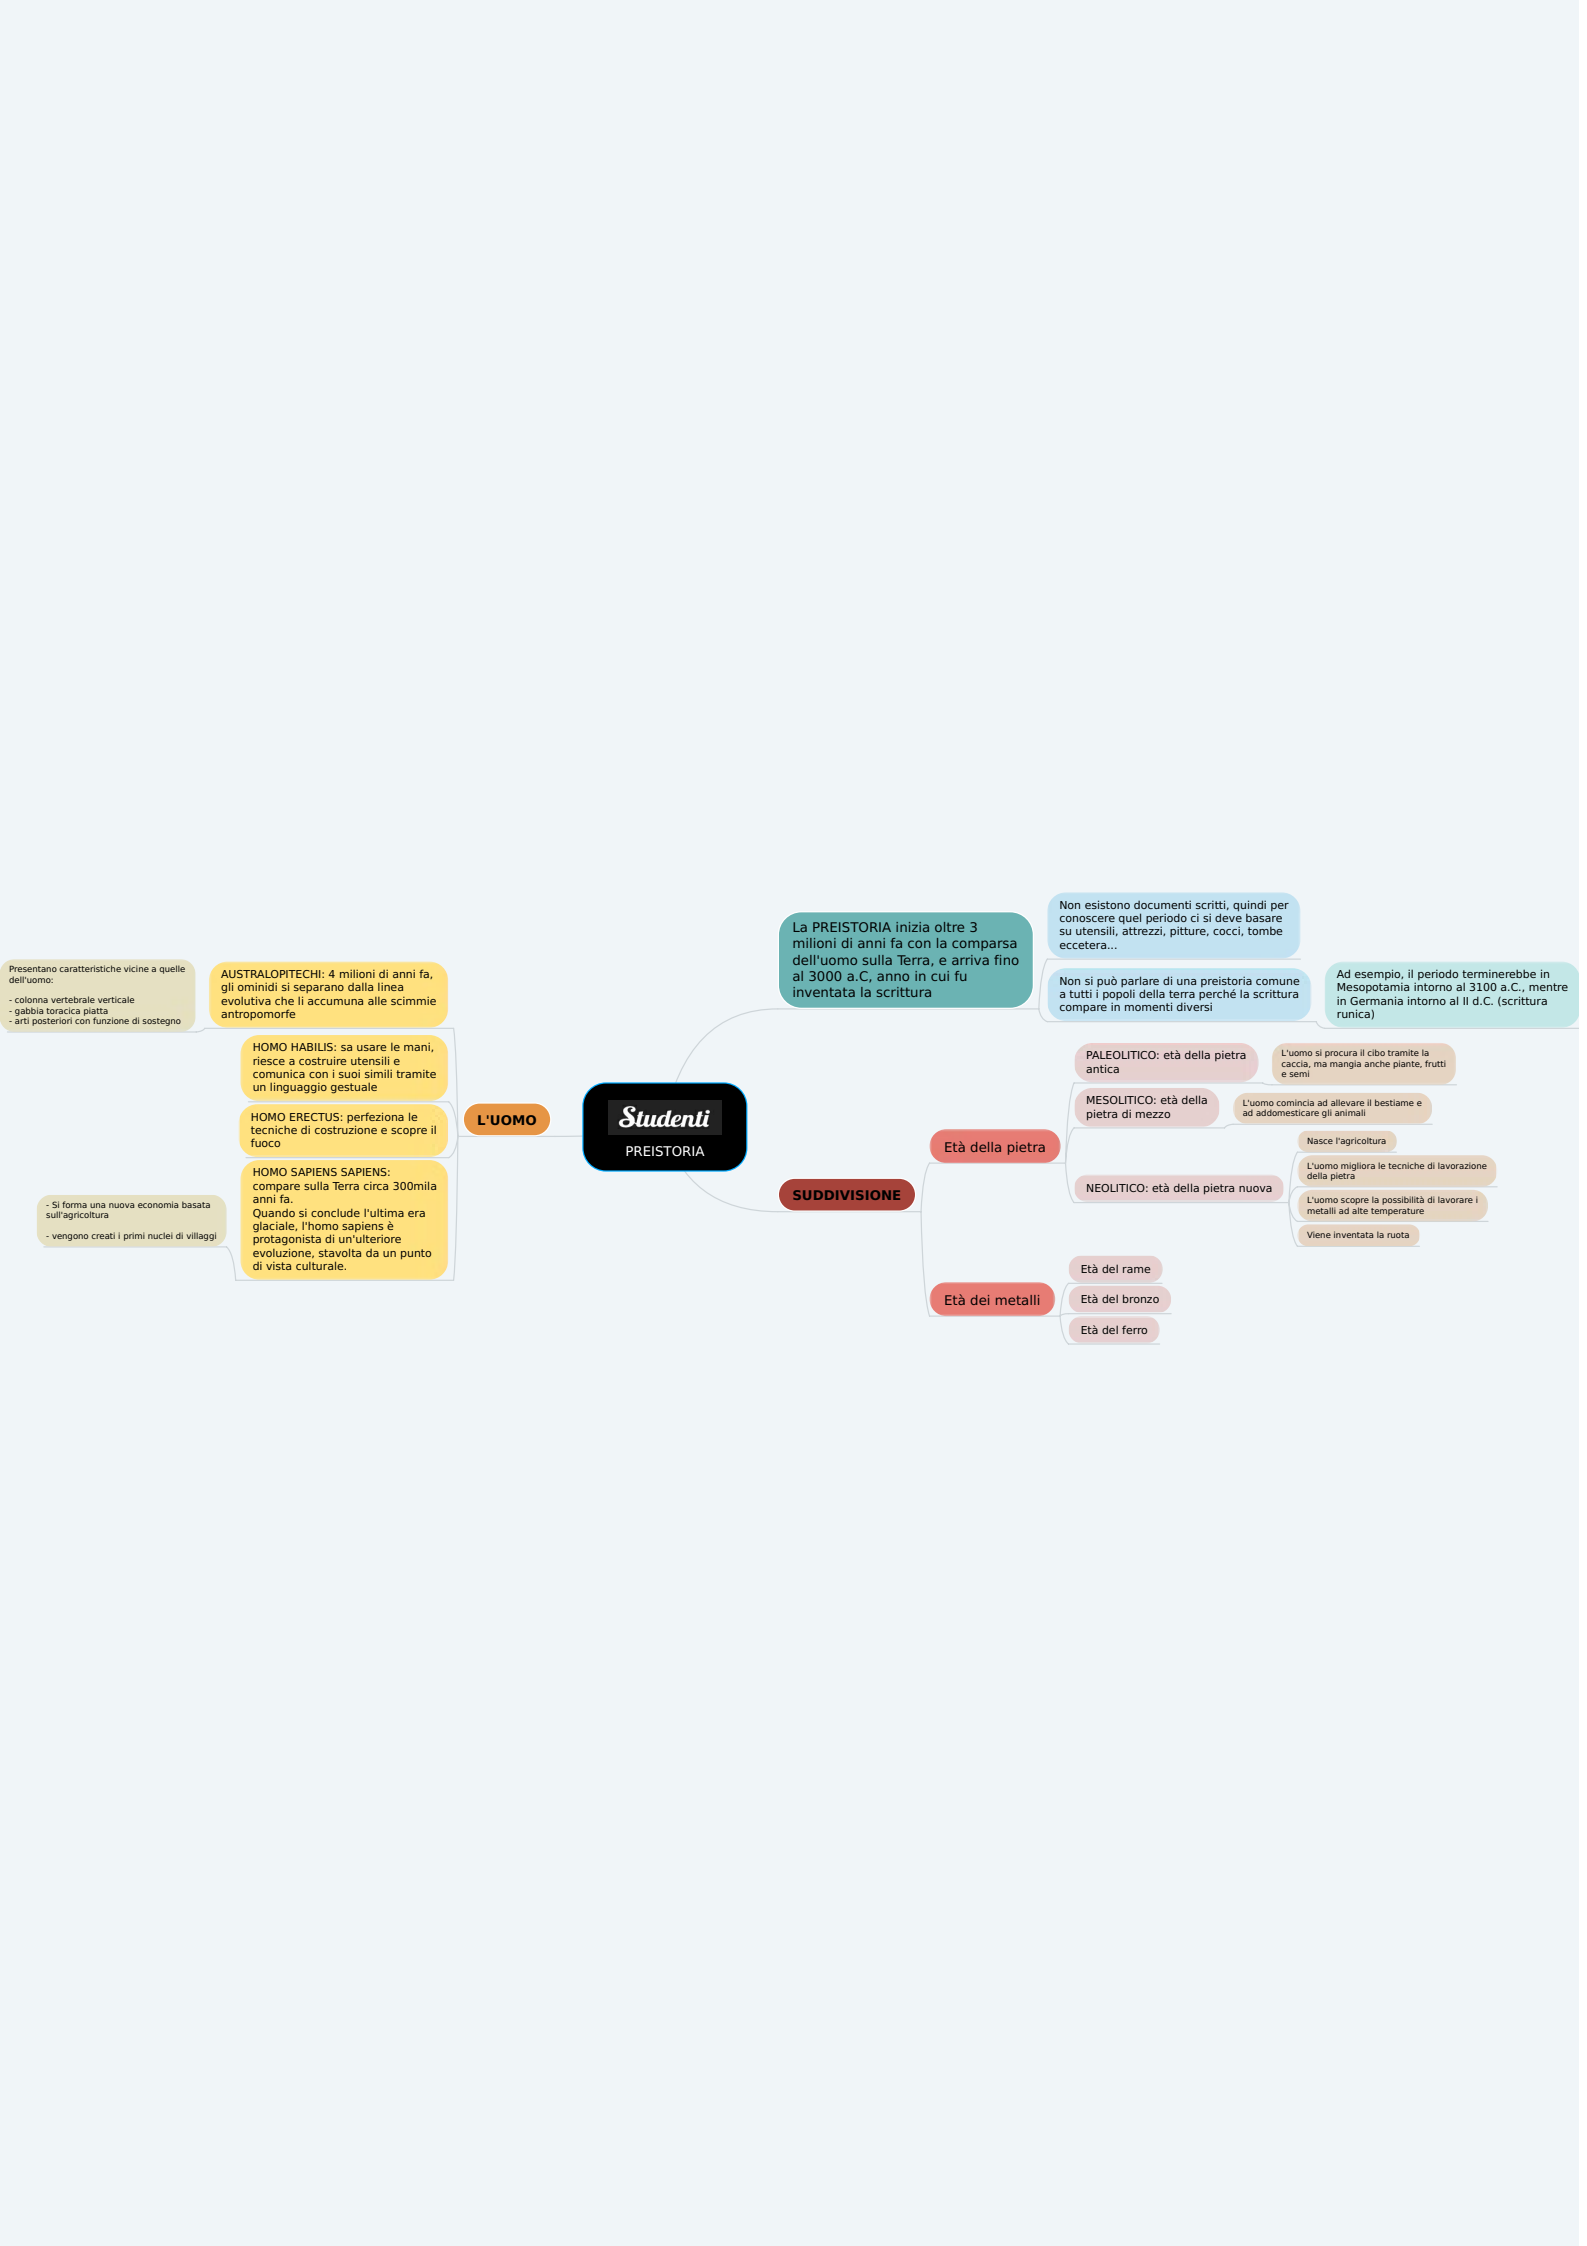 Studenti
PREISTORIA
La PREISTORIA inizia oltre 3
milioni di anni fa con la comparsa
dell'uomo sulla Terra, e arriva fino
al 3000 a.C, anno in cui fu
inventata la scrittura
Non esistono documenti scritti, quindi per
conoscere quel periodo ci si deve basare
su utensili, attrezzi, pitture, cocci, tombe
eccetera...
Non si può parlare di una preistoria comune
a tutti i popoli della terra perché la scrittura
compare in momenti diversi
Ad esempio, il periodo terminerebbe in
Mesopotamia intorno al 3100 a.C., mentre
in Germania intorno al II d.C. (scrittura
runica)
SUDDIVISIONE
Età della pietra
PALEOLITICO: età della pietra
antica
L'uomo si procura il cibo tramite la
caccia, ma mangia anche piante, frutti
e semi
MESOLITICO: età della
pietra di mezzo
L'uomo comincia ad allevare il bestiame e
ad addomesticare gli animali
NEOLITICO: età della pietra nuova
Nasce l'agricoltura
L'uomo migliora le tecniche di lavorazione
della pietra
L'uomo scopre la possibilità di lavorare i
metalli ad alte temperature
Viene inventata la ruota
Età dei metalli
Età del rame
Età del bronzo
Età del ferro
L'UOMO
AUSTRALOPITECHI: 4 milioni di anni fa,
gli ominidi si separano dalla linea
evolutiva che li accumuna alle scimmie
antropomorfe
Presentano caratteristiche vicine a quelle
dell'uomo:
- colonna vertebrale verticale
- gabbia toracica piatta
- arti posteriori con funzione di sostegno
HOMO HABILIS: sa usare le mani,
riesce a costruire utensili e
comunica con i suoi simili tramite
un linguaggio gestuale
HOMO ERECTUS: perfeziona le
tecniche di costruzione e scopre il
fuoco
HOMO SAPIENS SAPIENS:
compare sulla Terra circa 300mila
anni fa.
Quando si conclude l'ultima era
glaciale, l'homo sapiens è
protagonista di un'ulteriore
evoluzione, stavolta da un punto
di vista culturale.
- Si forma una nuova economia basata
sull'agricoltura
- vengono creati i primi nuclei di villaggi